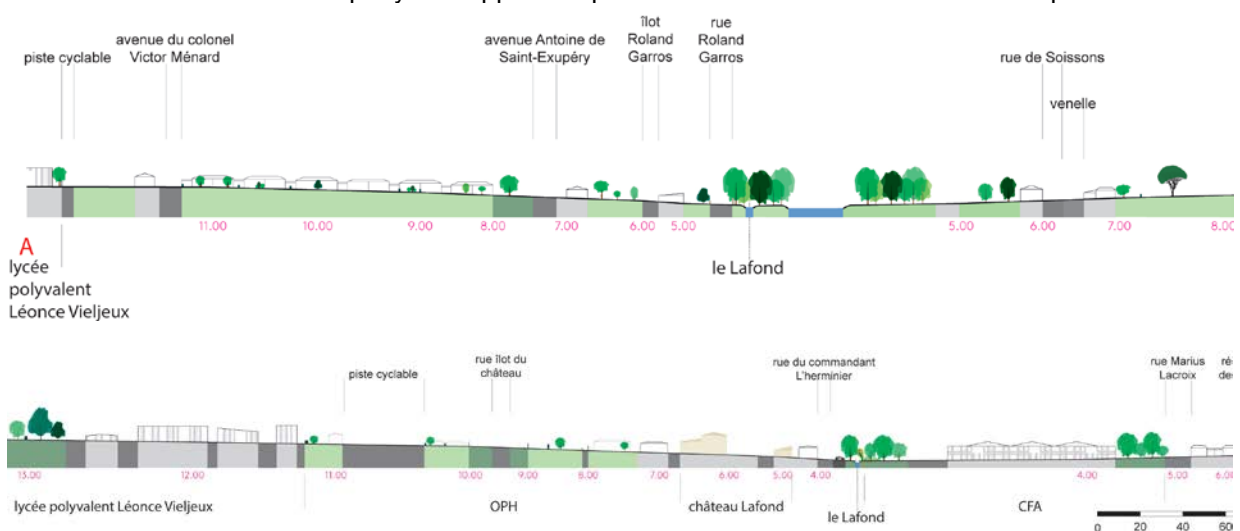 piste cyclable
avenue du colonel
Victor Ménard
avenue Antoine de
Saint-Exupéry
îlot
Roland
Garros
rue
Roland
Garros
rue de Soissons
venelle
11.00 10.00 9.00 8.00 7.00 6.00 5.00 5.00 6.00 7.00 8.00
A
lycée
polyvalent
Léonce Vieljeux
le Lafond
piste cyclable
rue îlot du
château
rue du commandant
L'herminier
rue Marius
Lacroix
13.00 12.00 11.00 10.00 9.00 8.00 7.00 6.00 5.00 4.00 4.00 5.00 6.00
lycée polyvalent Léonce Vieljeux
OPH
château Lafond
le Lafond
CFA
0 20 40